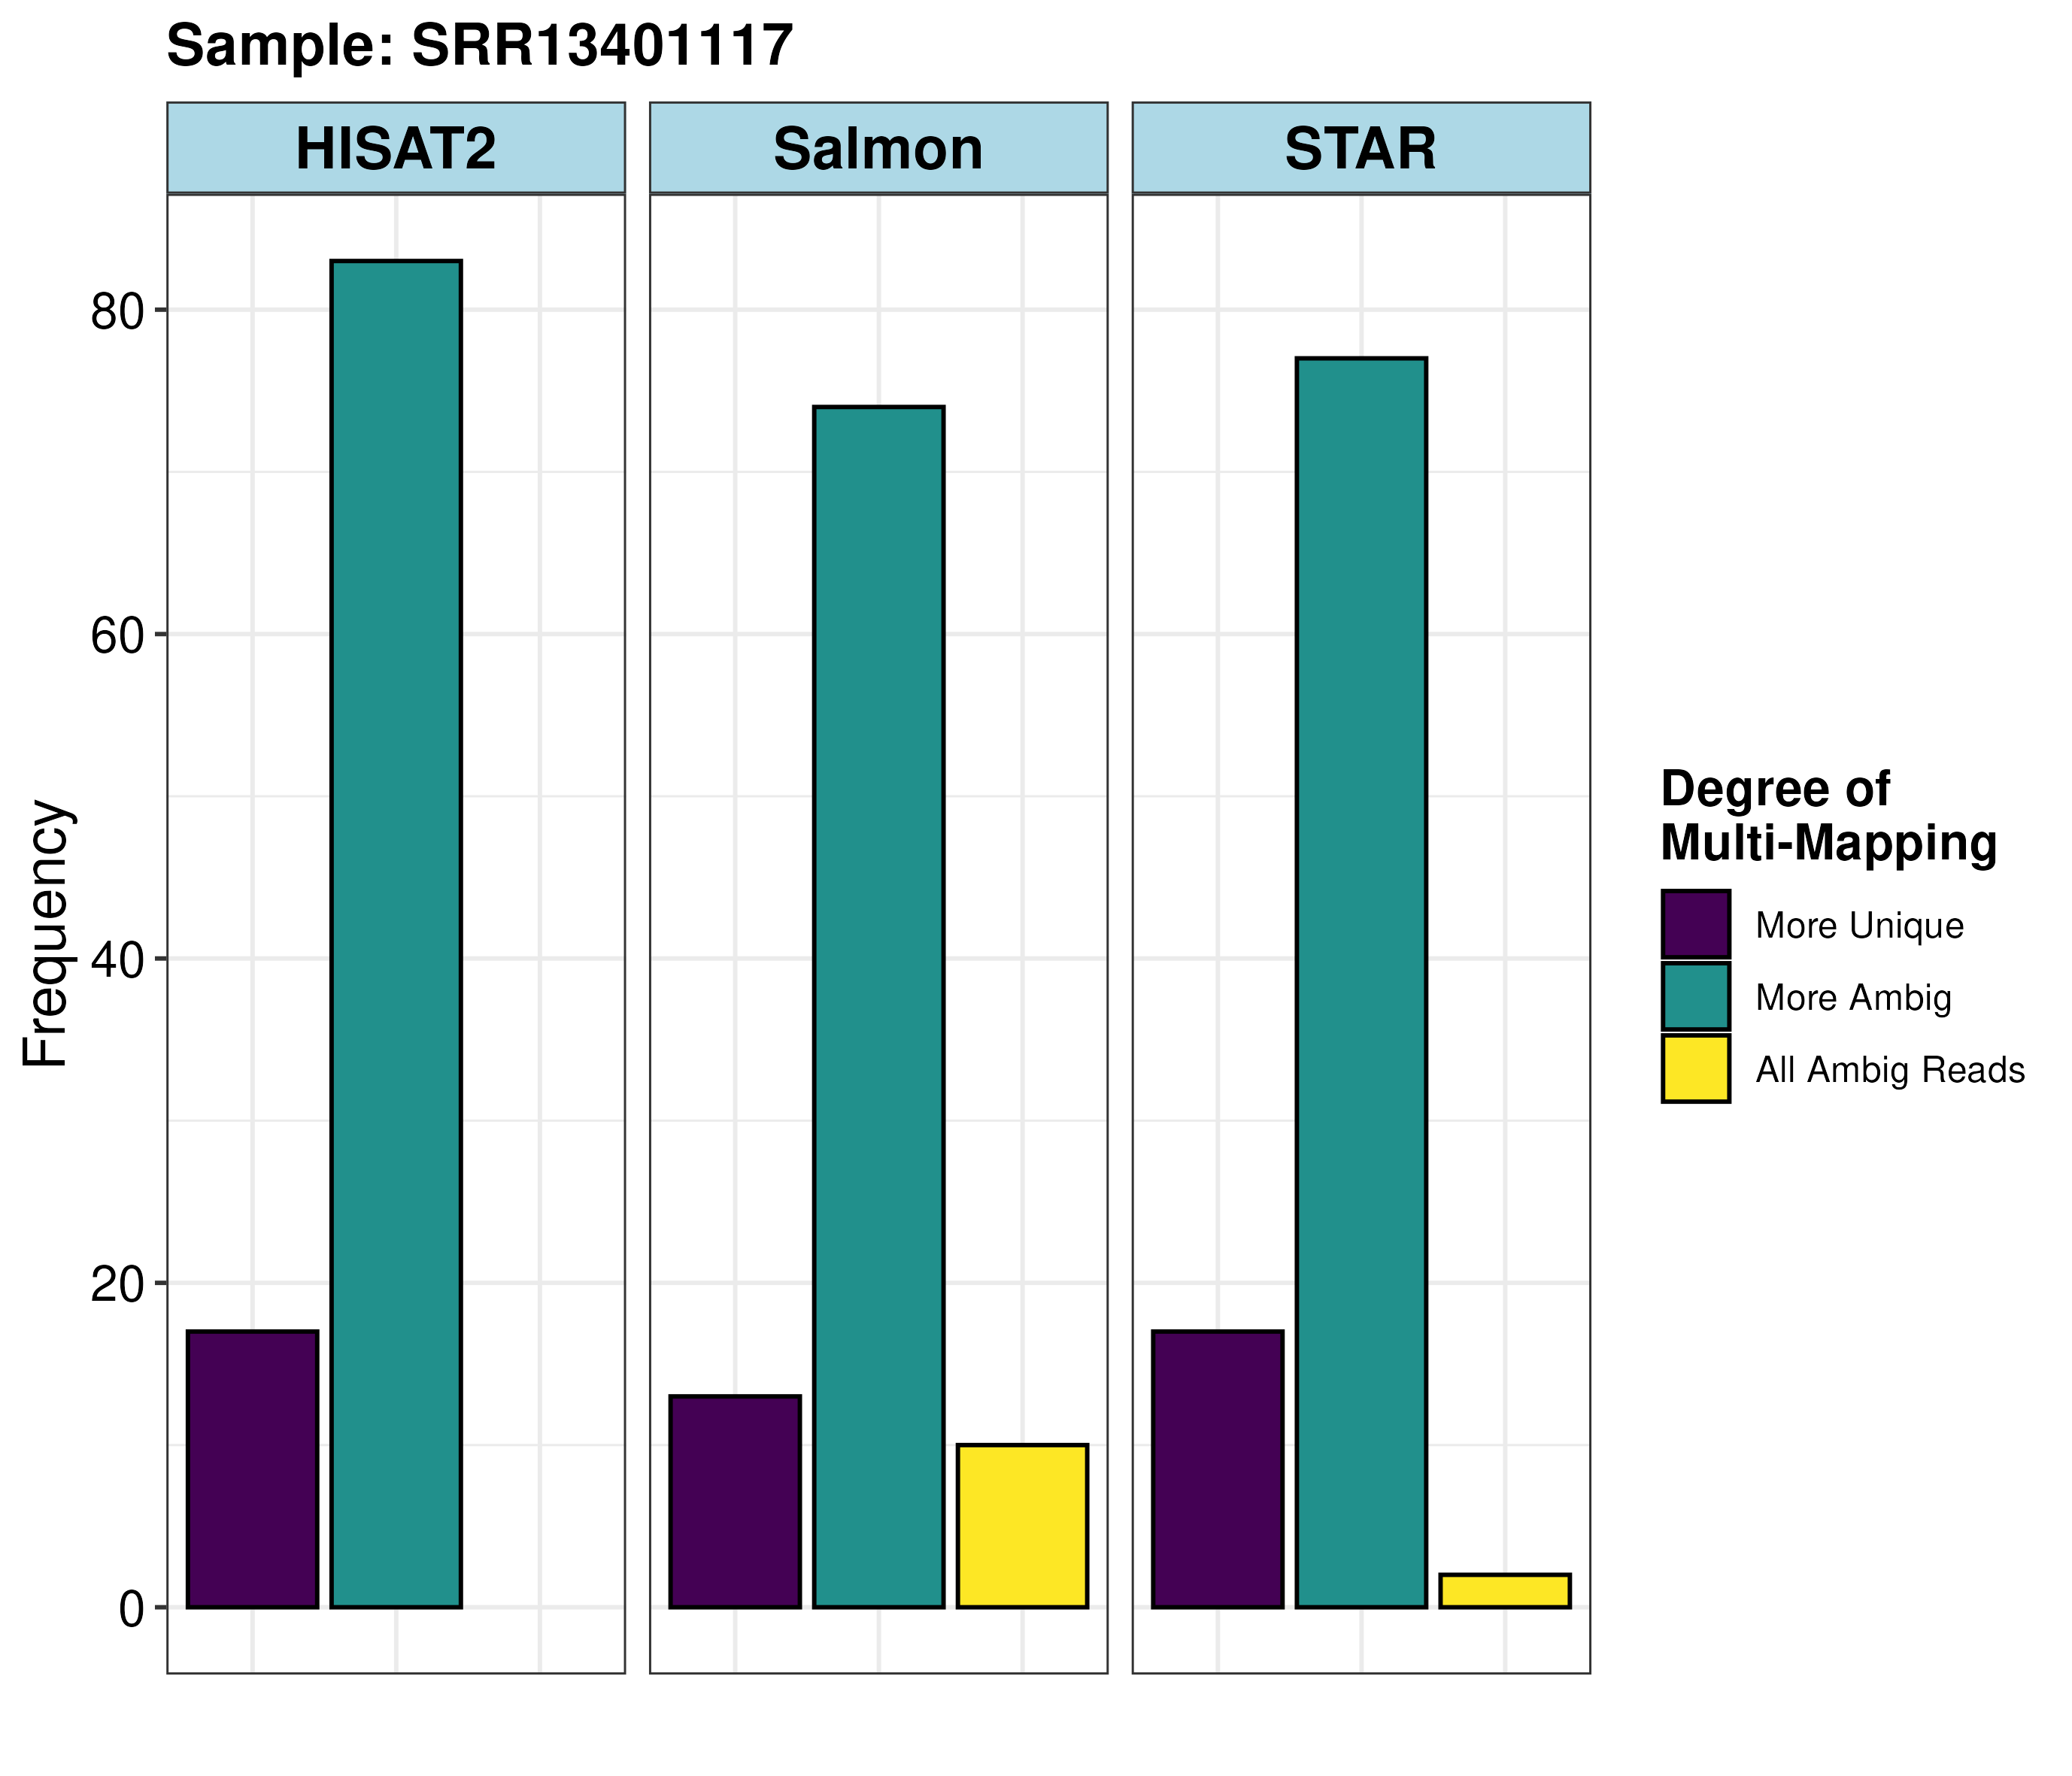 Sample: SRR13401117
HISAT2
Salmon
STAR
80
60
40
20
0
Frequency
Degree of
Multi-Mapping
More Unique
More Ambig
All Ambig Reads